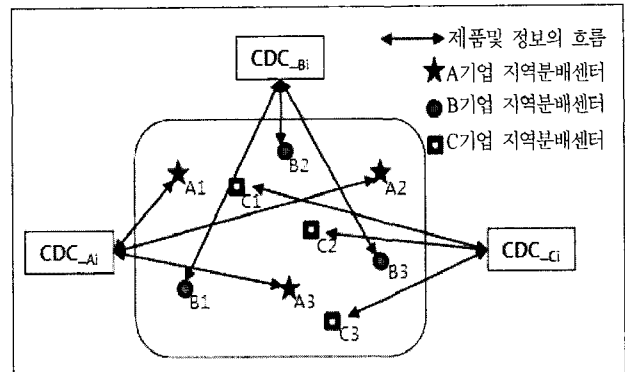 제품및 정보의 흐름
A기업 지역분배센터
B기업 지역분배센터
C기업 지역분배센터
CDC_Bi
B2
A1
A2
C1
C2
CDC_Ai
CDC_Ci
B3
B1
A3
C3